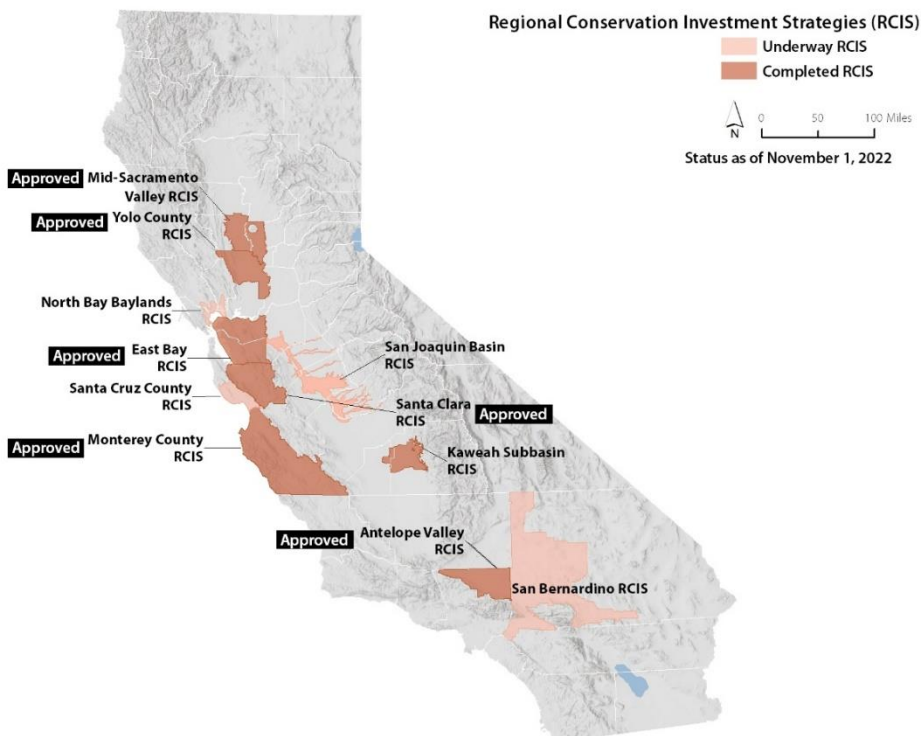 Regional Conservation Investment Strategies (RCIS)
Underway RCIS
Completed RCIS
N
0 50 100 Miles
Status as of November 1, 2022
Approved Mid-Sacramento
Valley RCIS
Approved Yolo County
RCIS
North Bay Baylands
RCIS
Approved East Bay
RCIS
San Joaquin Basin
RCIS
Santa Cruz County
RCIS
Santa Clara
RCIS
Approved
Approved Monterey County
RCIS
Kaweah Subbasin
RCIS
Approved Antelope Valley
RCIS
San Bernardino RCIS